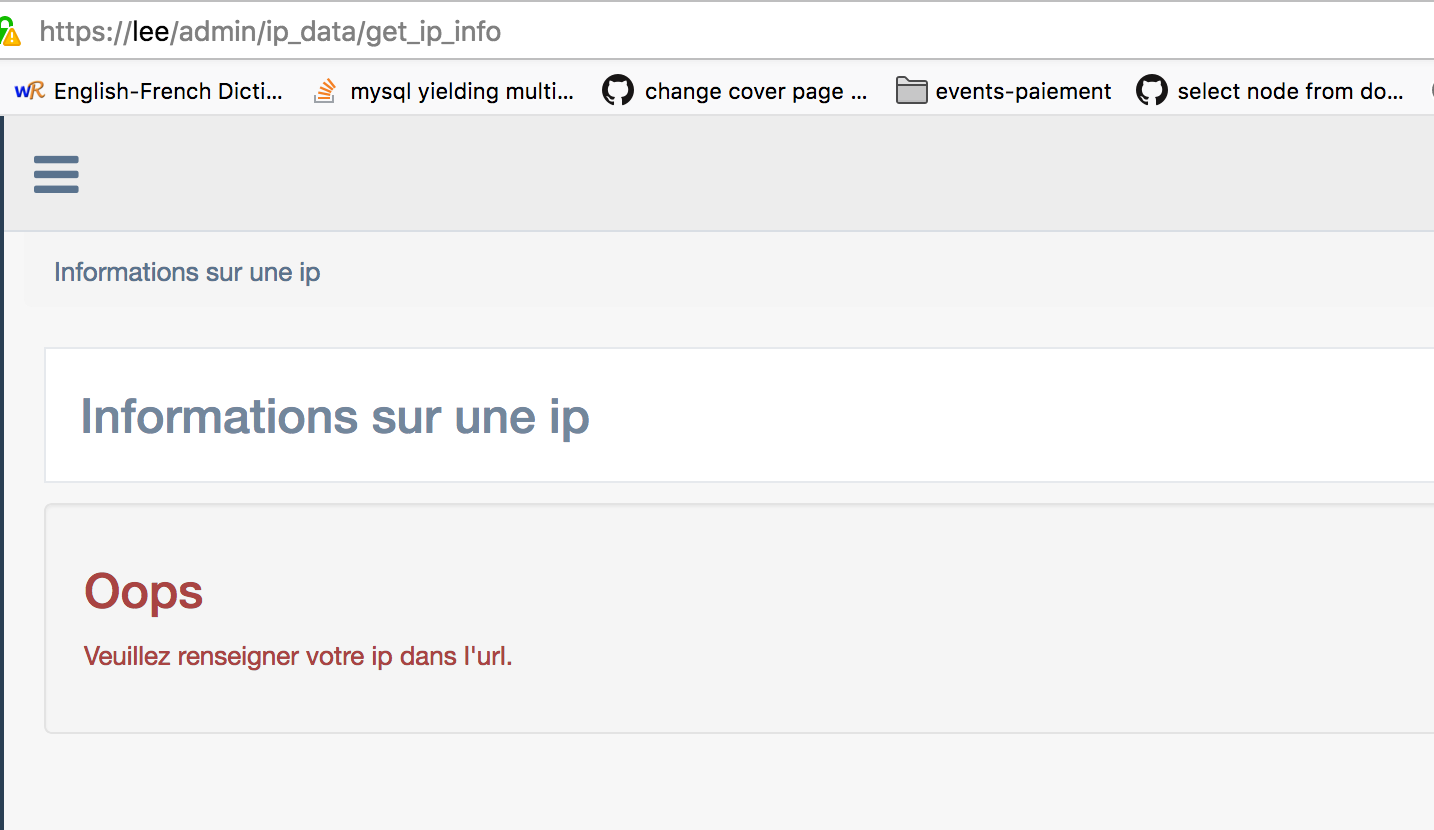 https://lee/admin/ip_data/get_ip_info
WR English-French Dicti... mysql yielding multi... change cover page ... events-paiement select node from do...
Informations sur une ip
Informations sur une ip
Oops
Veuillez renseigner votre ip dans l'url.